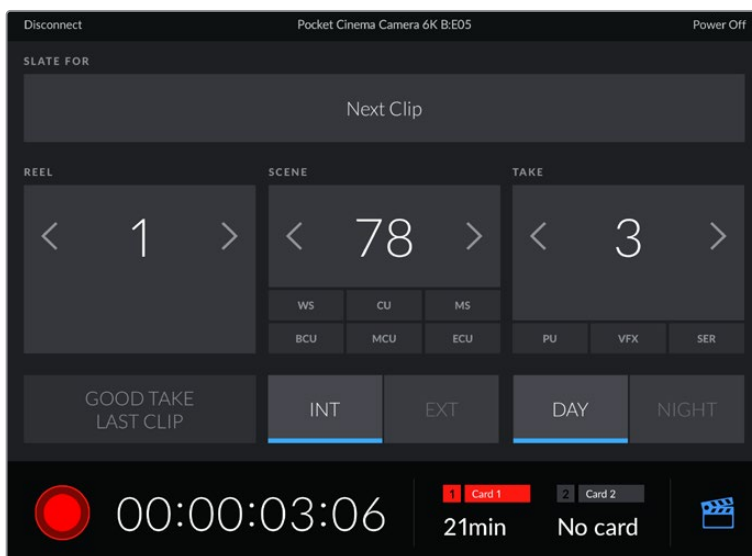 Disconnect Pocket Cinema Camera 6K B:E05 Power Off
SLATE FOR
Next Clip
REEL SCENE TAKE
< 1 > < 78 > < 3 >
WS CU MS
BCU MCU ECU PU VFX SER
GOOD TAKE
LAST CLIP
INT EXT DAY NIGHT
00:00:03:06
1 Card 1 2 Card 2
21min No card